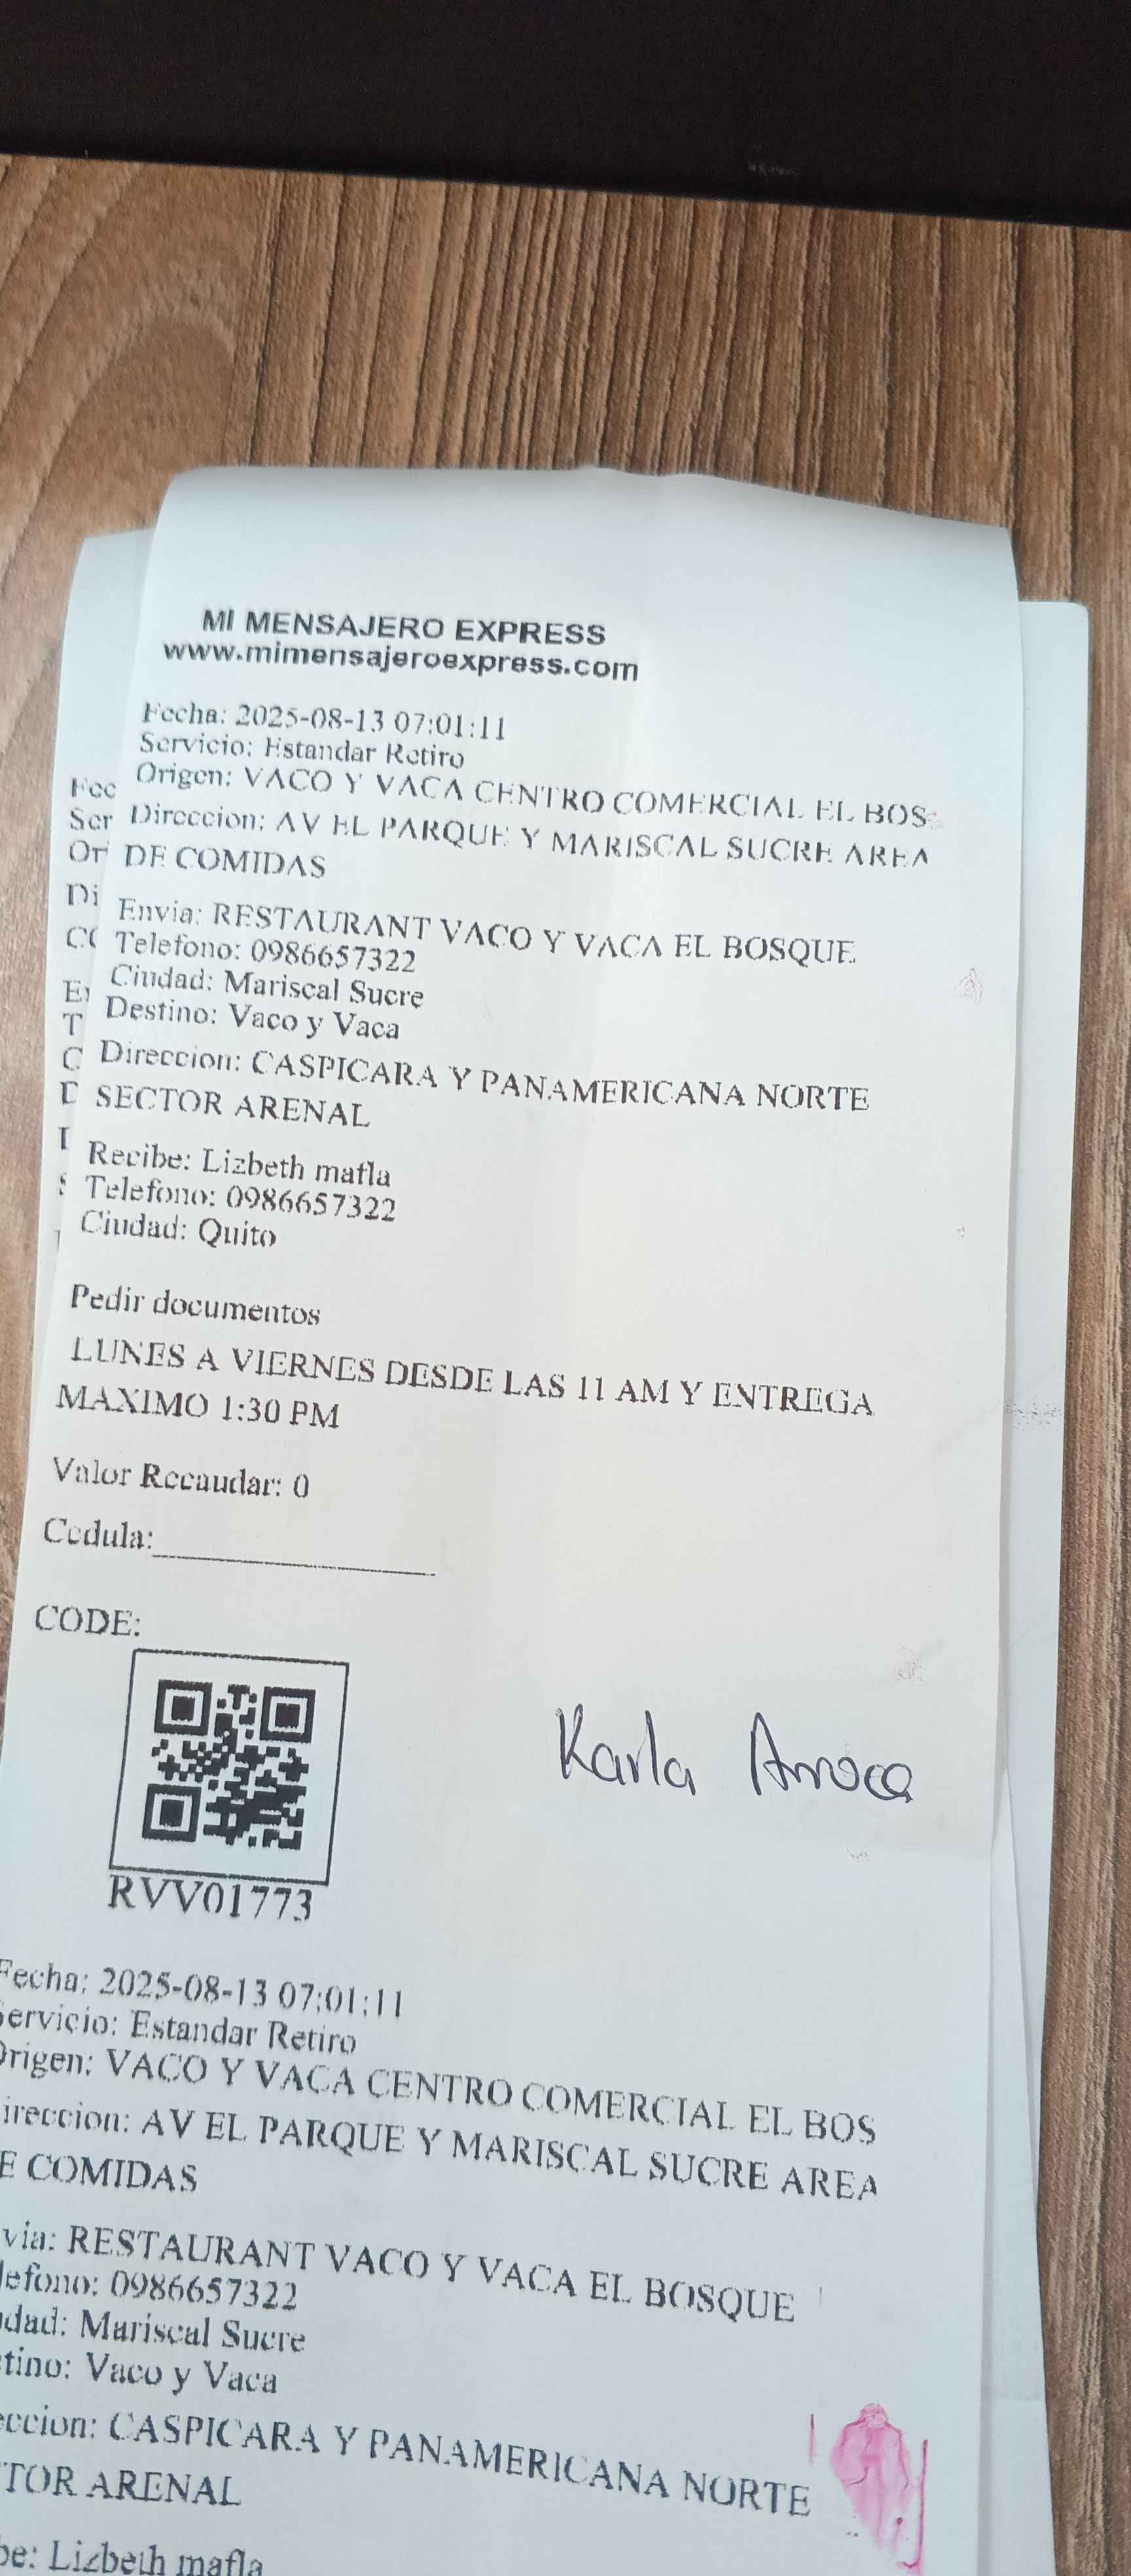 MI MENSAJERO EXPRESS
www.mimensajeroexpress.com
Fecha: 2025-08-13 07:01:11
Servicio: Estandar Retiro
Origen: VACO Y VACA CENTRO COMERCIAL EL BOS
Direccion: AV EL PARQUE Y MARISCAL SUCRE AREA
DE COMIDAS
Envia: RESTAURANT VACO Y VACA EL BOSQUE
Telefono: 0986657322
Ciudad: Mariscal Sucre
Destino: Vaco y Vaca
Direccion: CASPICARA Y PANAMERICANA NORTE
SECTOR ARENAL
Recibe: Lizbeth mafla
Telefono: 0986657322
Ciudad: Quito
Pedir documentos
LUNES A VIERNES DESDE LAS 11 AM Y ENTREGA
MAXIMO 1:30 PM
Valor Recaudar: 0
Cedula:
CODE:
Karla
RVV01773
Fecha: 2025-08-13 07:01:11
Servicio: Estandar Retiro
Origen: VACO Y VACA CENTRO COMERCIAL EL BOS
ireccion: AV EL PARQUE Y MARISCAL SUCRE AREA
E COMIDAS
via: RESTAURANT VACO Y VACA EL BOSQUE
lefono: 0986657322
dad: Mariscal Sucre
tino: Vaco y Vaca
eccion: CASPICARA Y PANAMERICANA NORTE
TOR ARENAL
be: Lizbeth mafla